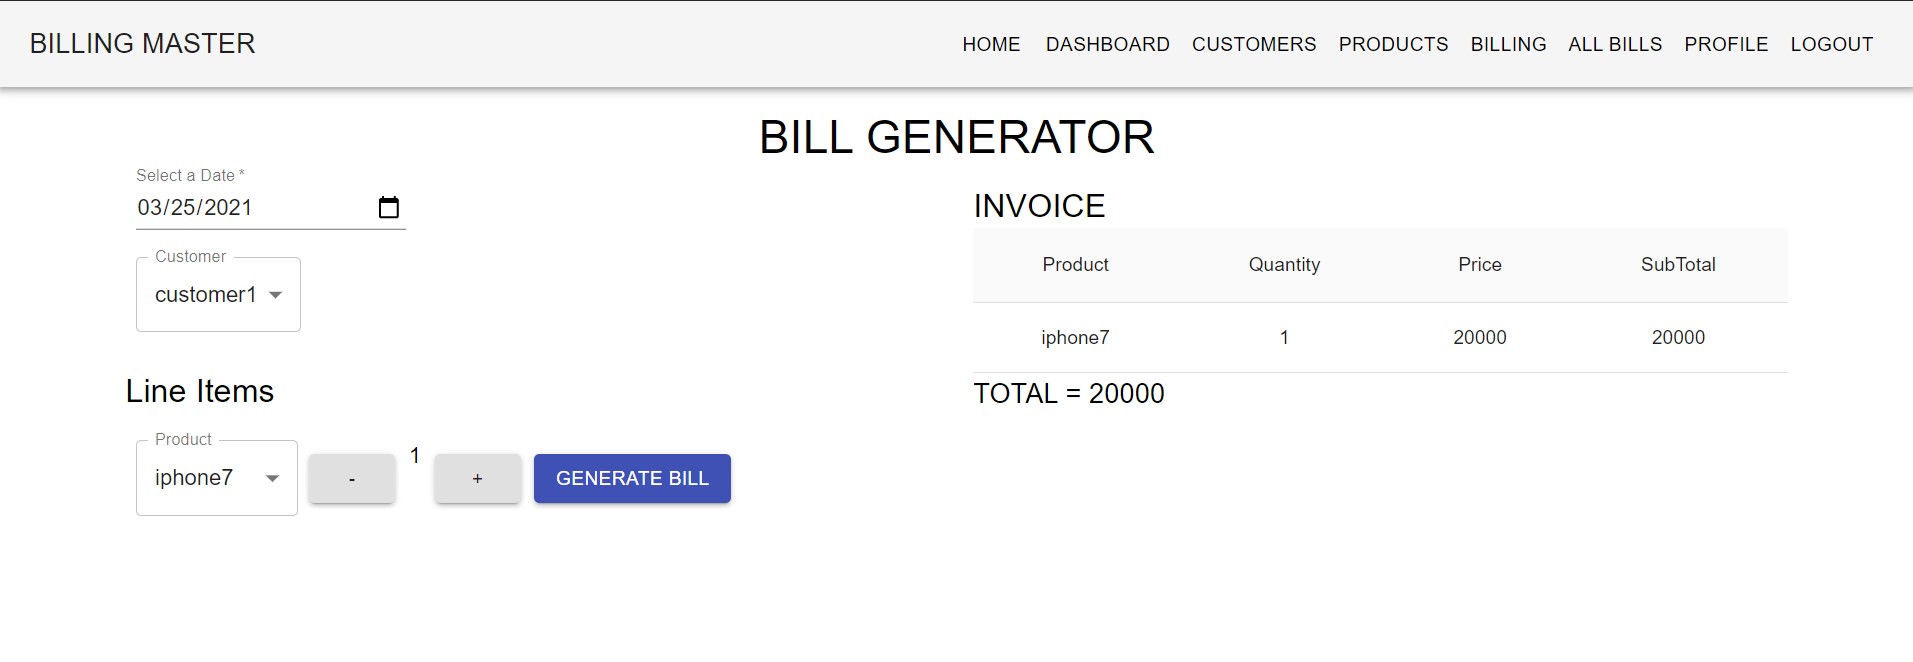 BILLING MASTER
HOME DASHBOARD CUSTOMERS PRODUCTS BILLING ALL BILLS PROFILE LOGOUT
BILL GENERATOR
Select a Date *
03/25/2021
Customer
customer1
Line Items
Product
iphone7
- 1 + GENERATE BILL
INVOICE
Product Quantity Price SubTotal
iphone7 1 20000 20000
TOTAL = 20000